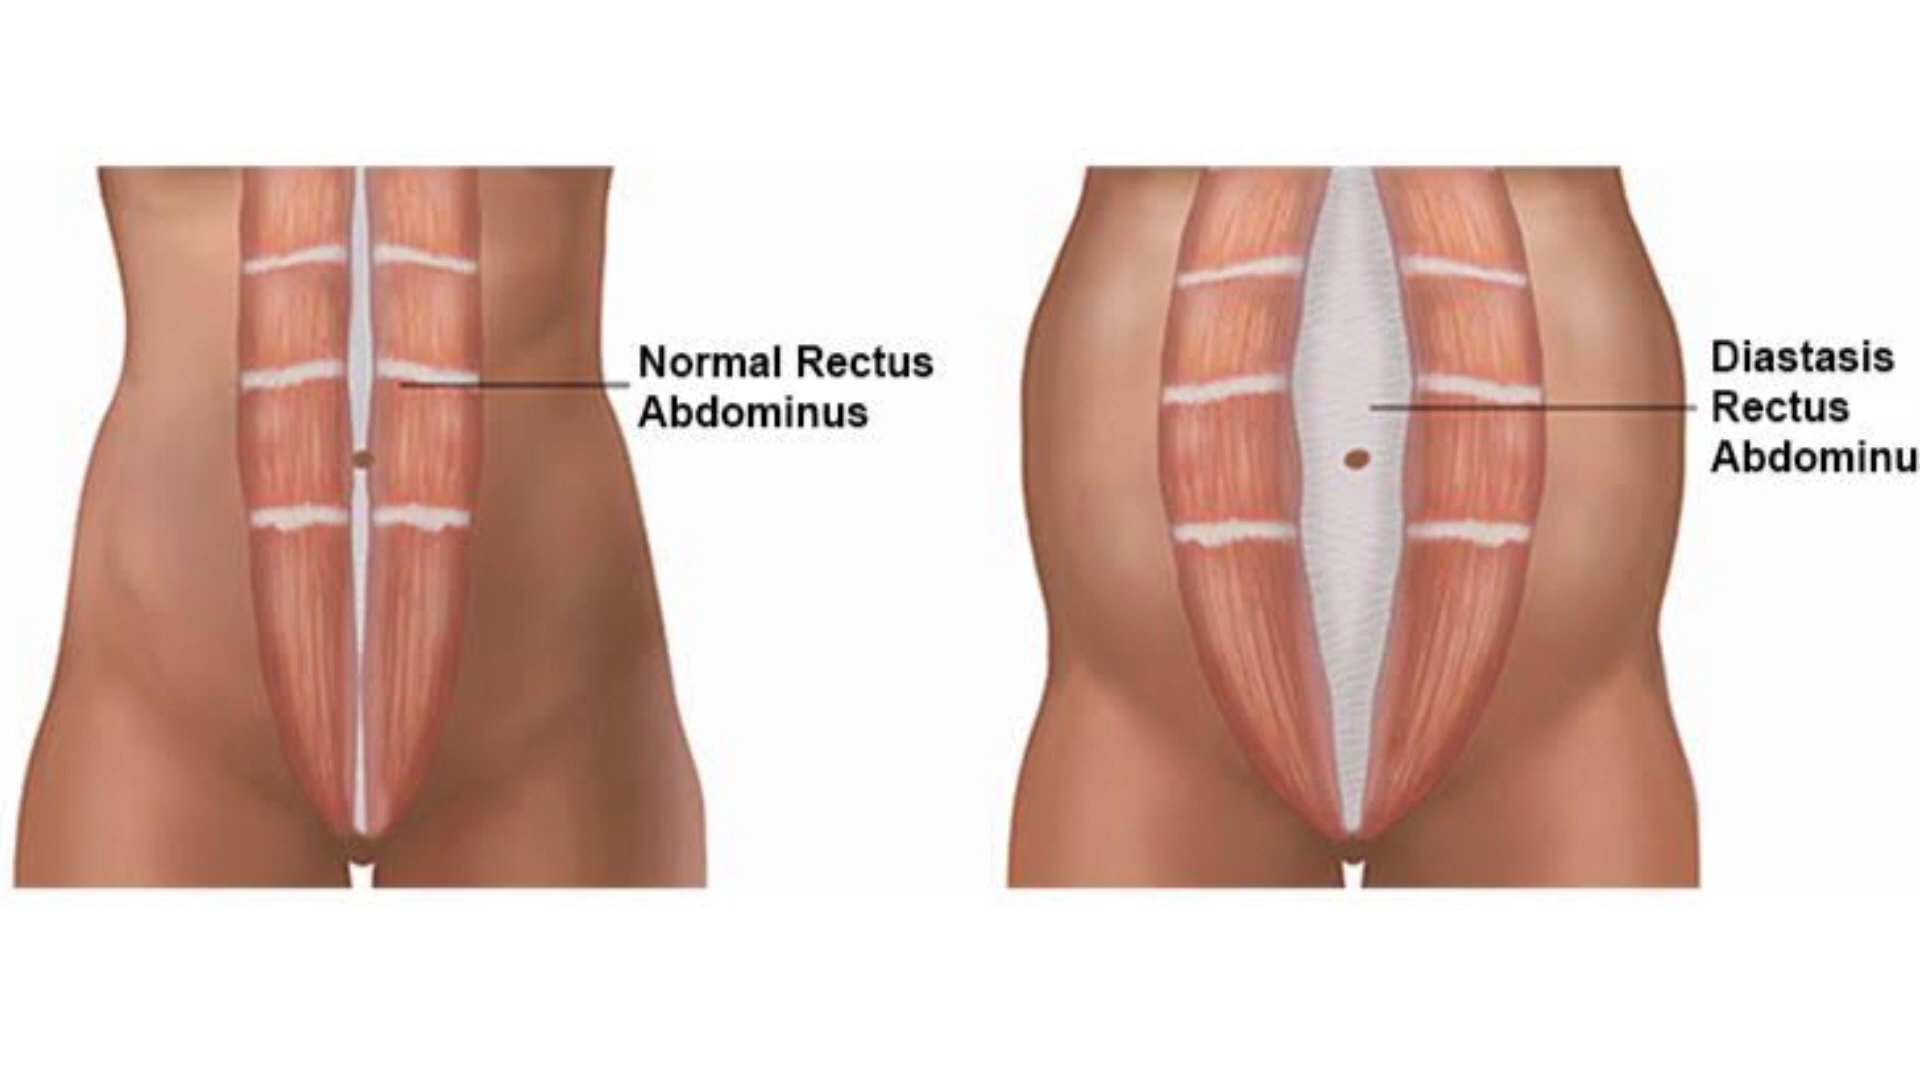 Normal Rectus
Abdominus
Diastasis
Rectus
Abdominu